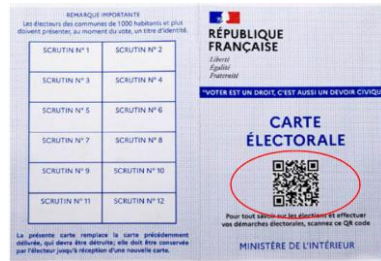 REMARQUE IMPORTANTE
Les électeurs des communes de 1000 habitants et plus
doivent présenter, au moment du vote, un titre d'identité.
SCRUTIN N° 1
SCRUTIN N° 2
SCRUTIN N° 3
SCRUTIN N° 4
SCRUTIN N° 5
SCRUTIN N° 6
SCRUTIN N° 7
SCRUTIN N° 8
SCRUTIN N° 9
SCRUTIN N° 10
SCRUTIN N° 11
SCRUTIN N° 12
La présente carte remplace la carte précédemment
délivrée, qui devra être détruite; elle doit être conservée
par l'électeur jusqu'à réception d'une nouvelle carte.
RÉPUBLIQUE
FRANÇAISE
Liberté
Égalité
Fraternité
"VOTER EST UN DROIT, C'EST AUSSI UN DEVOIR CIVIQU
CARTE
ÉLECTORALE
Pour tout savoir sur les élections et effectuer
vos démarches électorales, scannez ce QR code
MINISTÈRE DE L'INTÉRIEUR